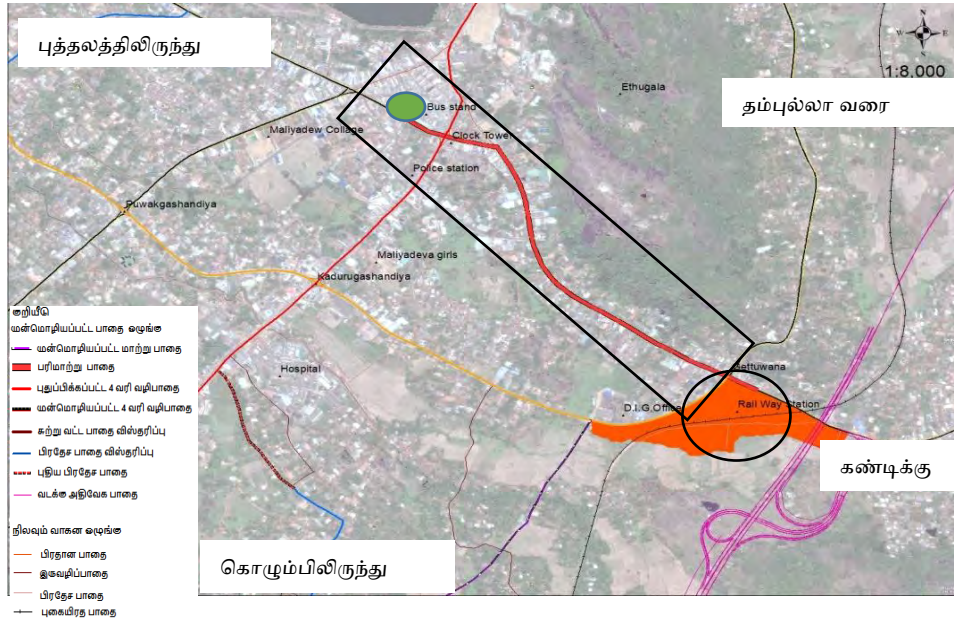 புத்தலத்திலிருந்து
N
W E
S
1:8,000
தம்புல்லா வரை
Ethugala
Bus stand
Clock Tower
Maliyadew Collage
Police station
Puwakgashandiya
Maliyadeva girls
Kadurugashandiya
Hospital
Gettuwana
D.I.G.Office
Rail Way Station
கண்டிக்கு
கொழும்பிலிருந்து
குறியீடு
மன்மொழியப்பட்ட பாதை ஒழுங்கு
மன்மொழியப்பட்ட மாற்று பாதை
பரிமாற்று பாதை
புதுப்பிக்கப்பட்ட 4 வரி வழிபாதை
மன்மொழியப்பட்ட 4 வரி வழிபாதை
சுற்று வட்ட பாதை விஸ்தரிப்பு
பிரதேச பாதை விஸ்தரிப்பு
புதிய பிரதேச பாதை
வடக்கு அதிவேக பாதை
நிலவும் வாகன ஒழுங்கு
பிரதான பாதை
இருவழிப்பாதை
பிரதேச பாதை
புகையிரத பாதை